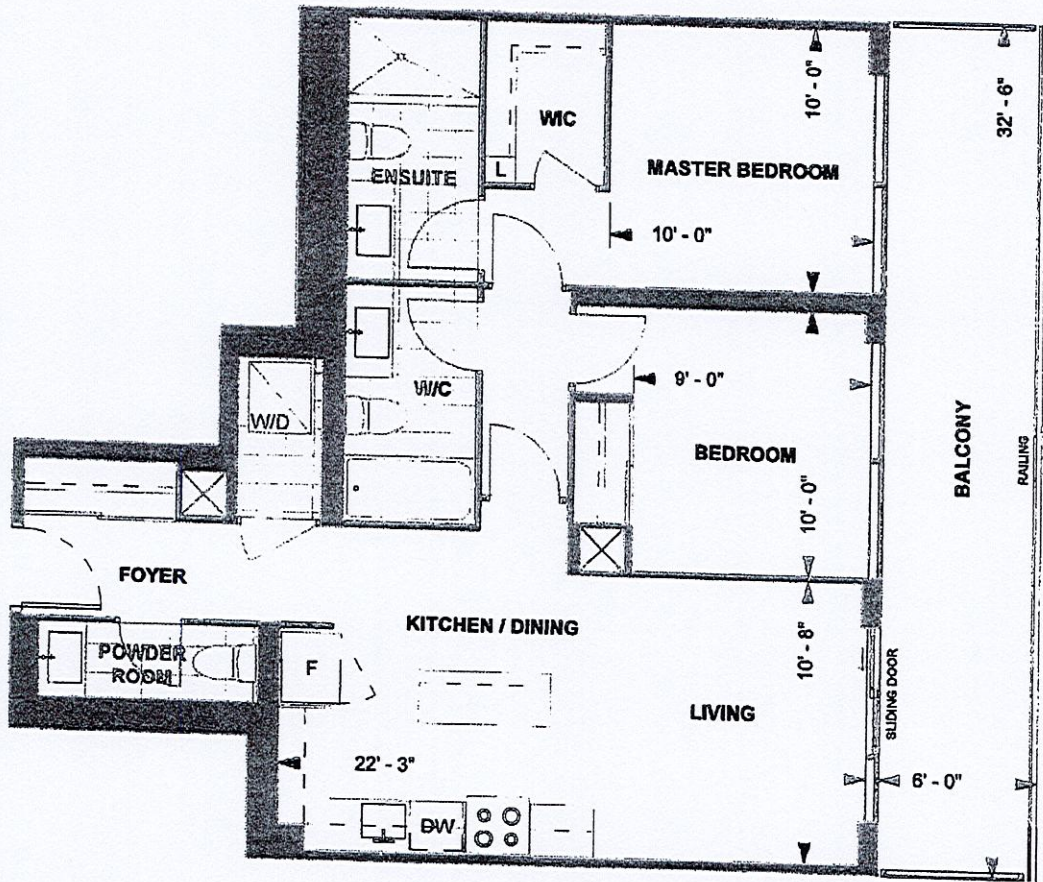 10' - 0"
32' - 6"
WIC
MASTER BEDROOM
L
ENSUITE
10' - 0"
9' - 0"
W/C
W/D
BEDROOM
BALCONY
RAILING
10' - 0"
FOYER
KITCHEN / DINING
10' - 8"
POWDER
ROOM
F
LIVING
SLIDING DOOR
22' - 3"
6' - 0"
DW